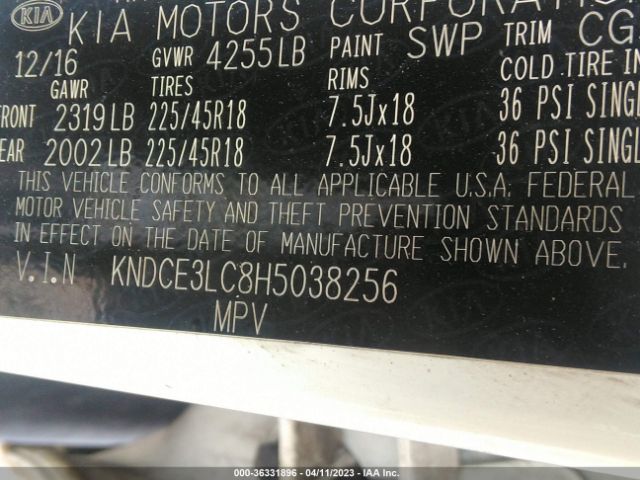 KIA KIA MOTORS CORPORATION
12/16 GVWR 4255LB PAINT SWP TRIM CG
GAWR TIRES RIMS COLD TIRE IN
FRONT 2319LB 225/45R18 7.5Jx18 36 PSI SINGL
EAR 2002LB 225/45R18 7.5Jx18 36 PSI SINGL
THIS VEHICLE CONFORMS TO ALL APPLICABLE U.S.A. FEDERAL
MOTOR VEHICLE SAFETY AND THEFT PREVENTION STANDARDS
IN EFFECT ON THE DATE OF MANUFACTURE SHOWN ABOVE.
V.I.N KNDCE3LC8H5038256
MPV
000-36331896 - 04/11/2023 - IAA Inc.